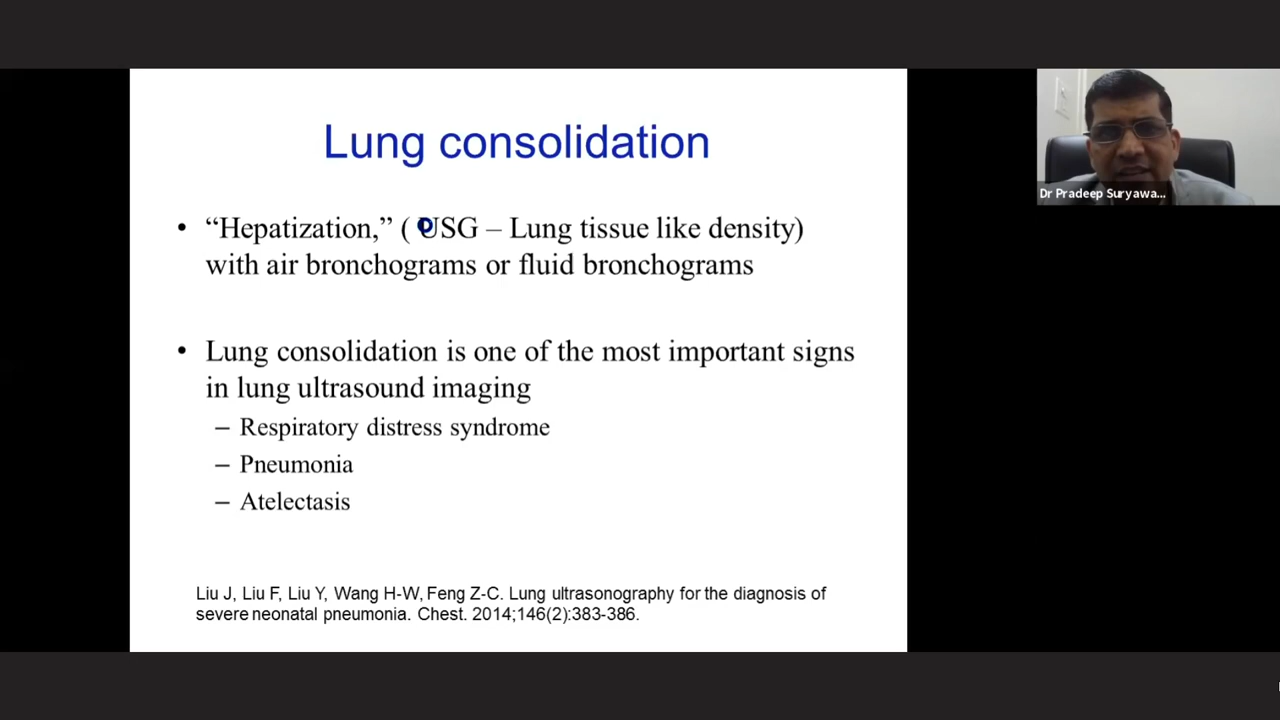 Lung consolidation
• “Hepatization,” ( USG – Lung tissue like density)
with air bronchograms or fluid bronchograms
• Lung consolidation is one of the most important signs
in lung ultrasound imaging
– Respiratory distress syndrome
– Pneumonia
– Atelectasis
Liu J, Liu F, Liu Y, Wang H-W, Feng Z-C. Lung ultrasonography for the diagnosis of
severe neonatal pneumonia. Chest. 2014;146(2):383-386.
Dr Pradeep Suryawa...